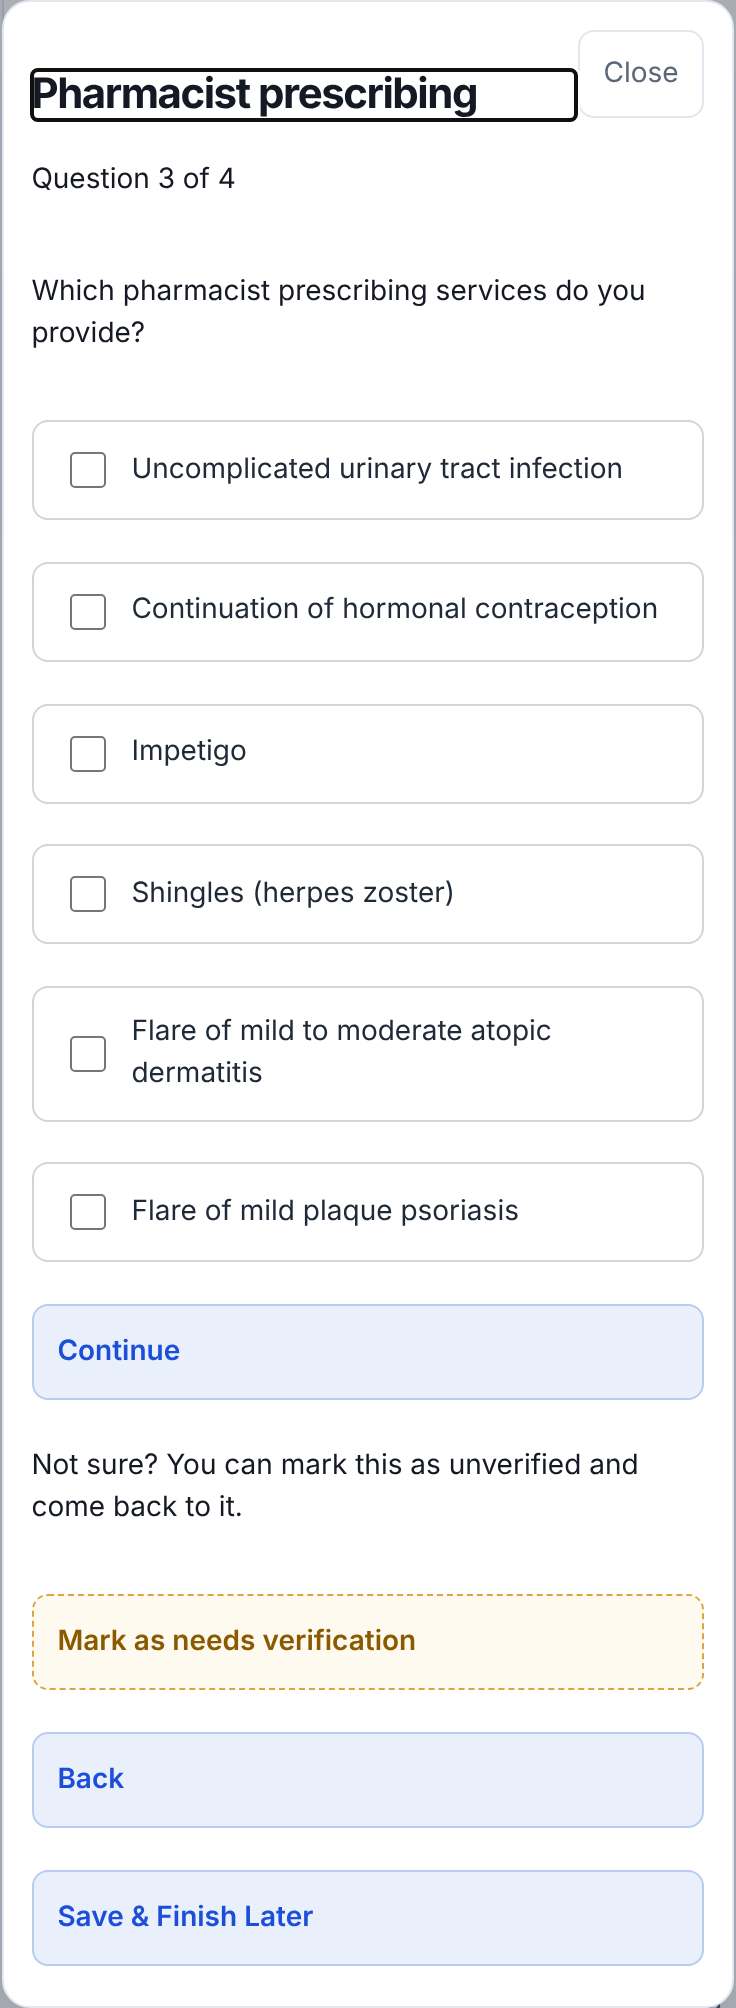 Close
Pharmacist prescribing
Question 3 of 4
Which pharmacist prescribing services do you
provide?
Uncomplicated urinary tract infection
Continuation of hormonal contraception
Impetigo
Shingles (herpes zoster)
Flare of mild to moderate atopic
dermatitis
Flare of mild plaque psoriasis
Continue
Not sure? You can mark this as unverified and
come back to it.
Mark as needs verification
Back
Save & Finish Later